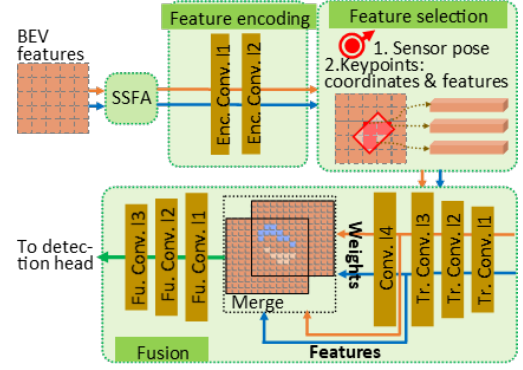 BEV
features
SSFA
Feature encoding
Enc. Conv. l1
Enc. Conv. l2
Feature selection
1. Sensor pose
2.Keypoints:
coordinates & features
To detec-
tion head
Fu. Conv. l3
Fu. Conv. l2
Fu. Conv. l1
Merge
Weights
Conv. l4
Tr. Conv. l3
Tr. Conv. l2
Tr. Conv. l1
Fusion
Features